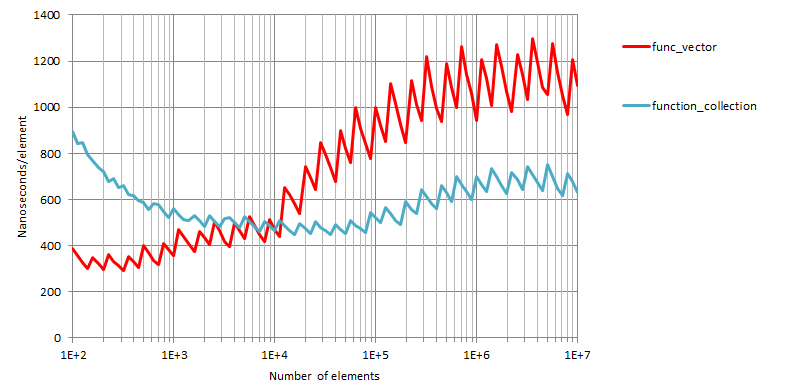 1400
1200
1000
800
600
400
200
0
Nanoseconds/element
1E+2
1E+3
1E+4
1E+5
1E+6
1E+7
Number of elements
func_vector
function_collection